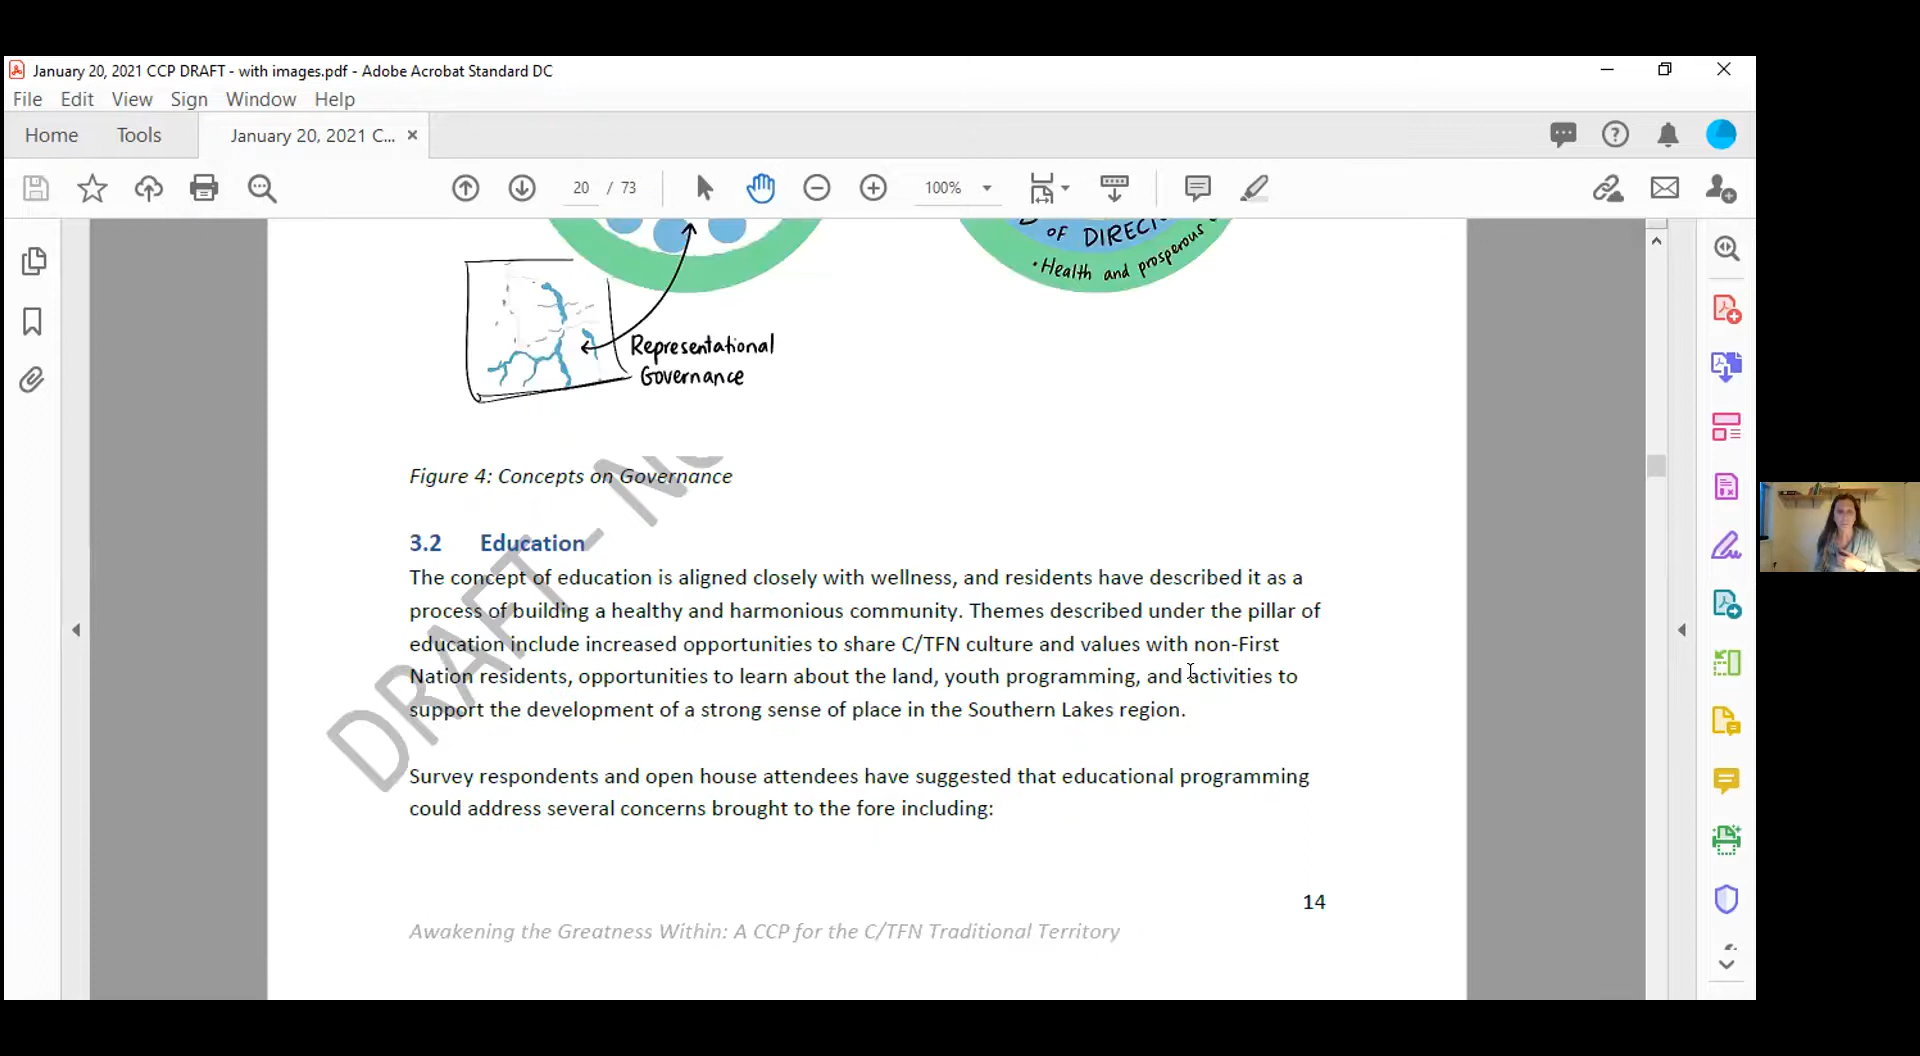 January 20, 2021 CCP DRAFT - with images.pdf - Adobe Acrobat Standard DC
File Edit View Sign Window Help
Home Tools January 20, 2021 C... ×
20 / 73 100%
OF DIRECT
•Health and prosperous
Representational
Governance
Figure 4: Concepts on Governance
3.2 Education
The concept of education is aligned closely with wellness, and residents have described it as a
process of building a healthy and harmonious community. Themes described under the pillar of
education include increased opportunities to share C/TFN culture and values with non-First
Nation residents, opportunities to learn about the land, youth programming, and activities to
support the development of a strong sense of place in the Southern Lakes region.
Survey respondents and open house attendees have suggested that educational programming
could address several concerns brought to the fore including:
DRAFT - NO
14
Awakening the Greatness Within: A CCP for the C/TFN Traditional Territory